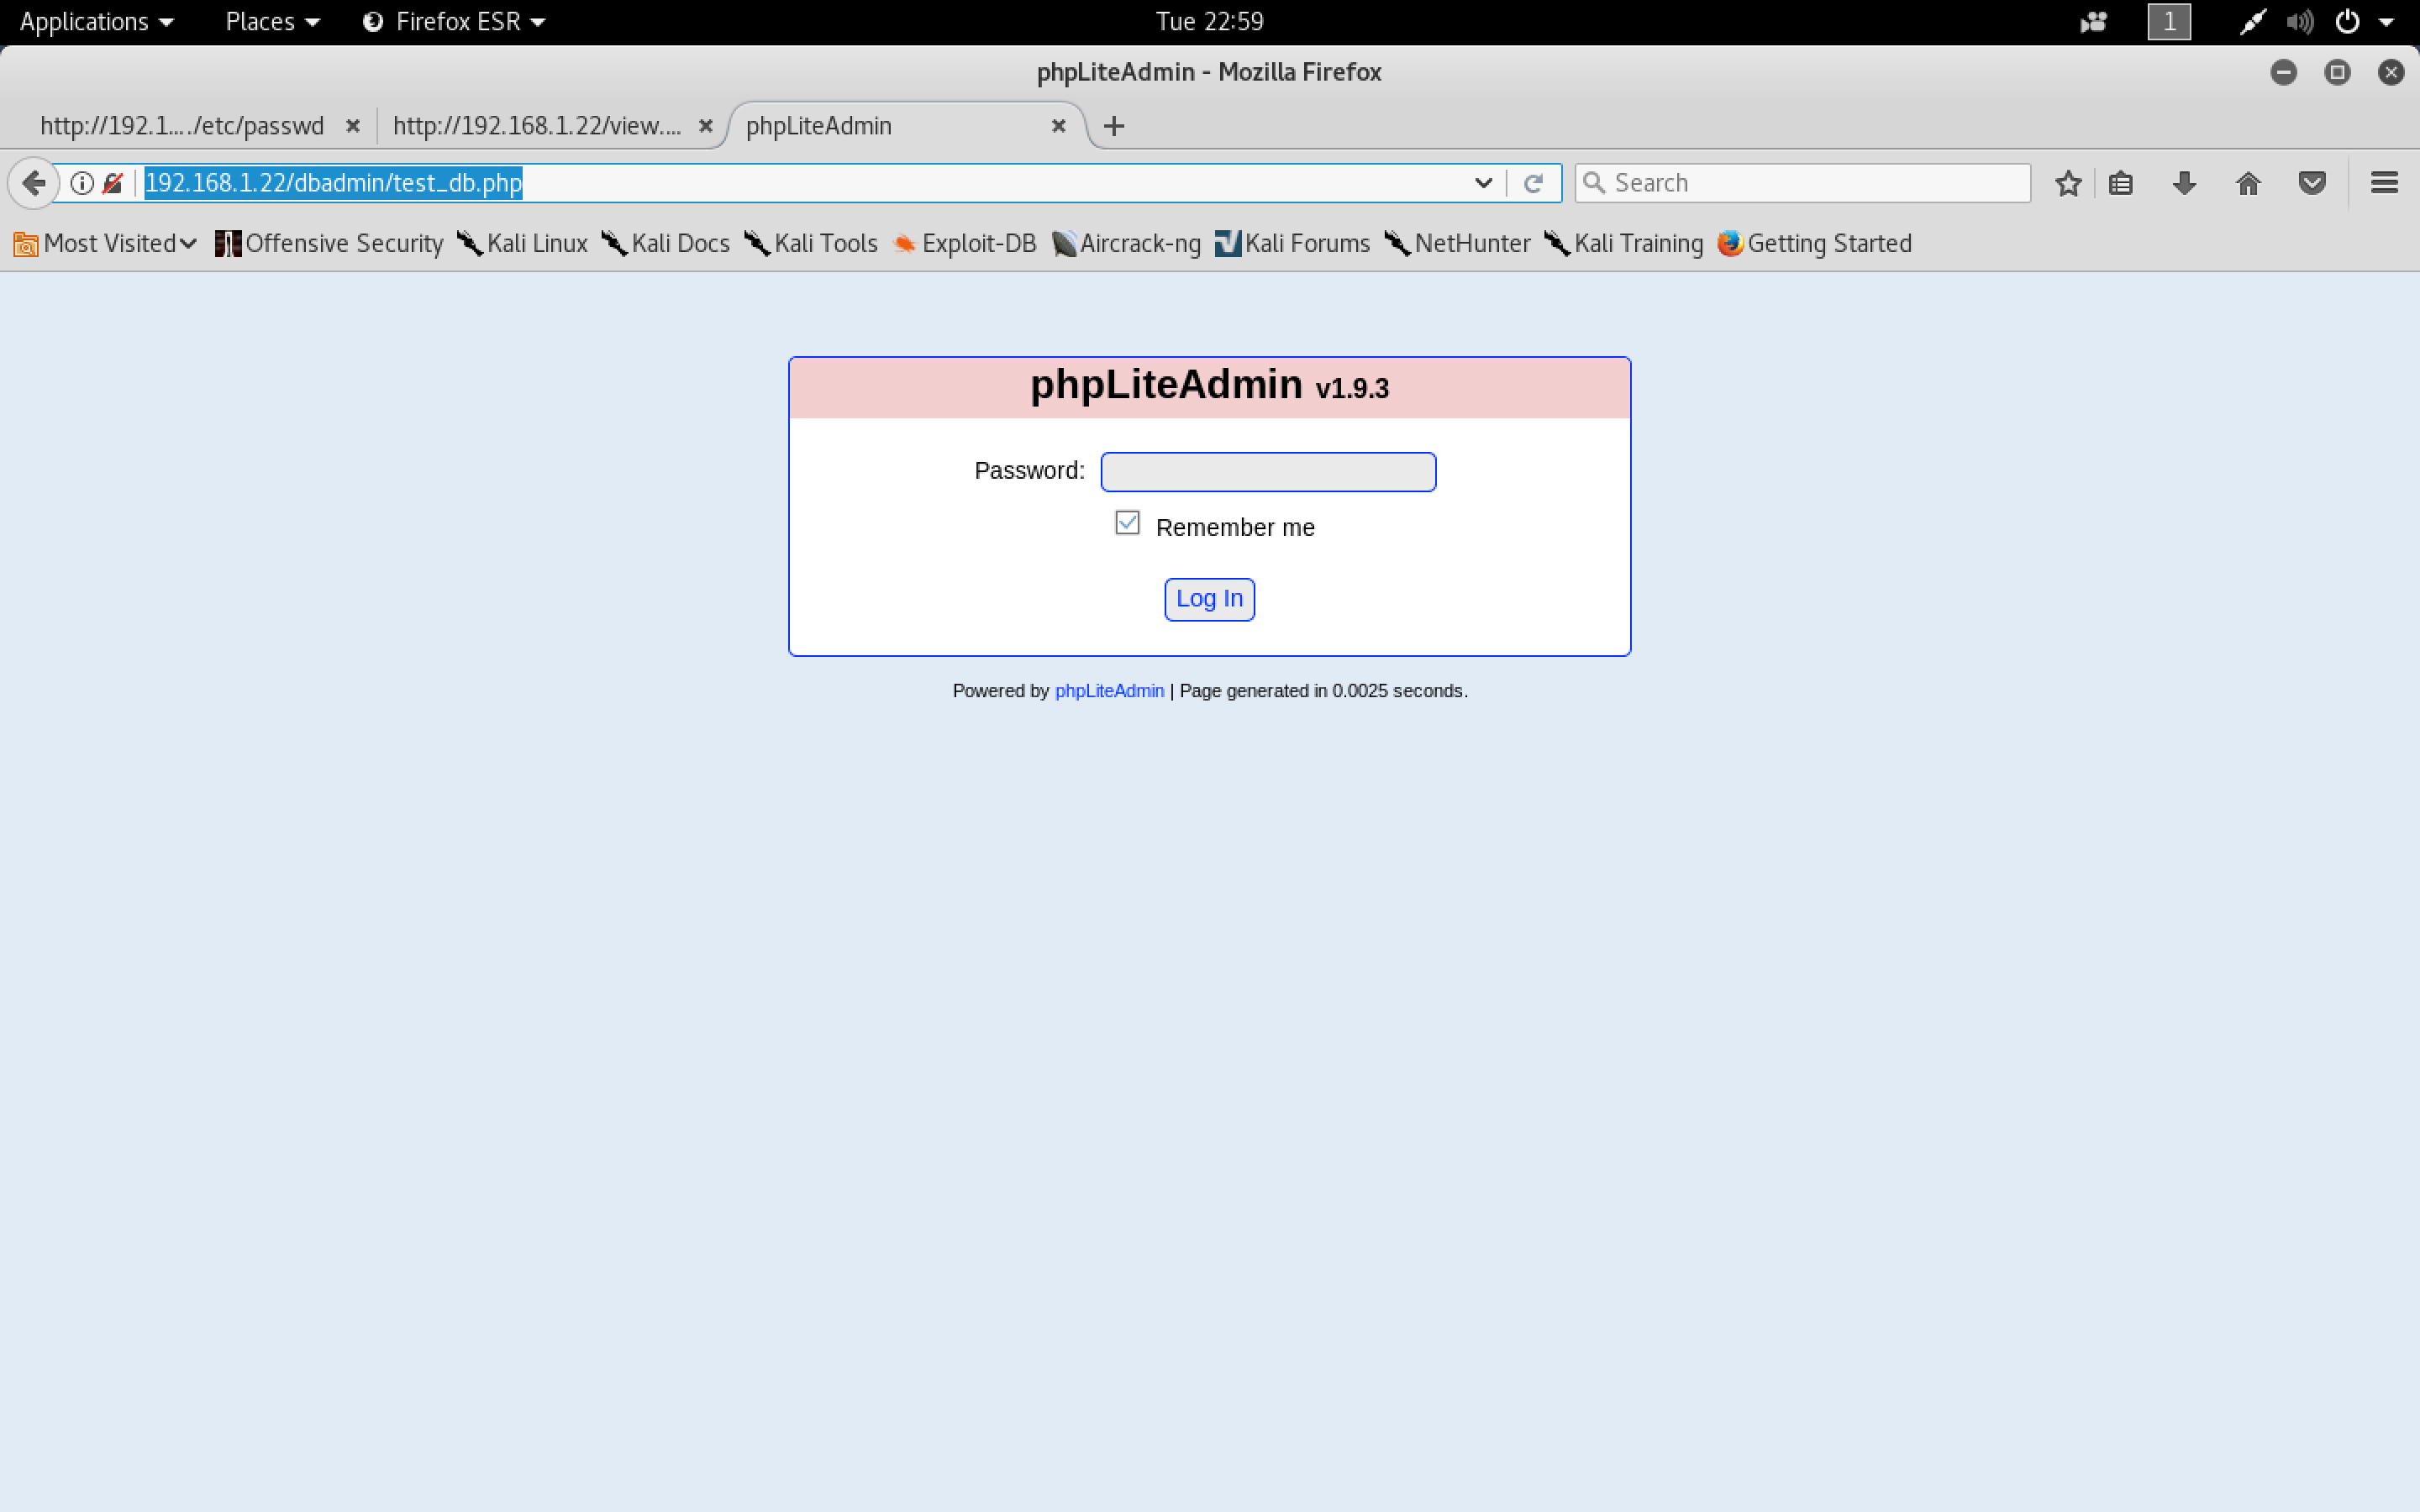 Applications Places Firefox ESR Tue 22:59 1
phpLiteAdmin - Mozilla Firefox
http://192.1.../etc/passwd http://192.168.1.22/view.... phpLiteAdmin
192.168.1.22/dbadmin/test_db.php Search
Most Visited Offensive Security Kali Linux Kali Docs Kali Tools Exploit-DB Aircrack-ng Kali Forums NetHunter Kali Training Getting Started
phpLiteAdmin v1.9.3
Password:
Remember me
Log In
Powered by phpLiteAdmin | Page generated in 0.0025 seconds.